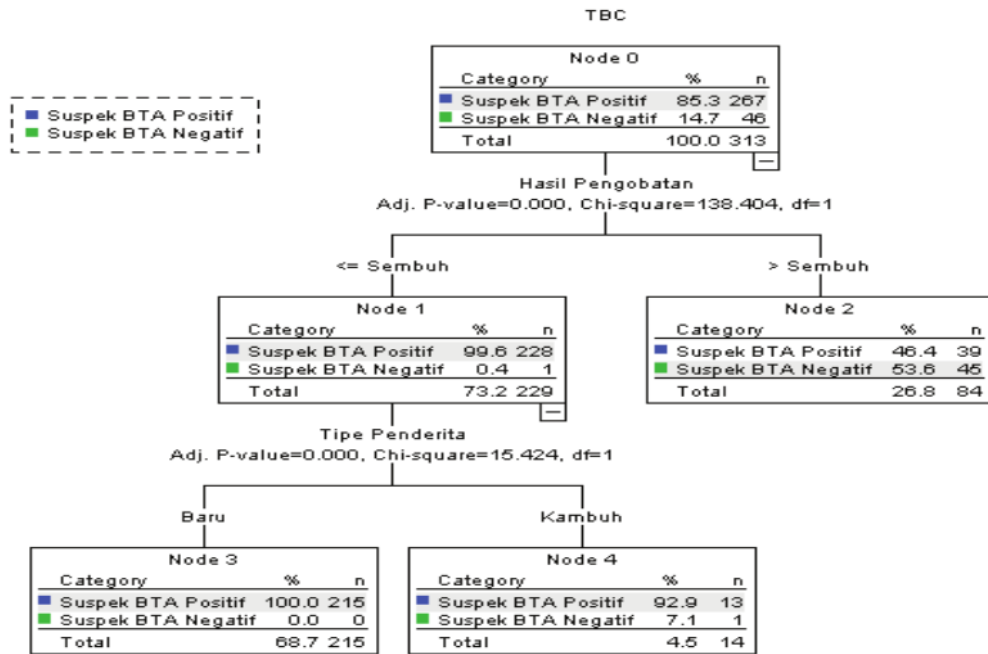 TBC
Suspek BTA Positif
Suspek BTA Negatif
Node 0
Category % n
Suspek BTA Positif 85.3 267
Suspek BTA Negatif 14.7 46
Total 100.0 313
Hasil Pengobatan
Adj. P-value=0.000, Chi-square=138.404, df=1
<= Sembuh
> Sembuh
Node 1
Category % n
Suspek BTA Positif 99.6 228
Suspek BTA Negatif 0.4 1
Total 73.2 229
Node 2
Category % n
Suspek BTA Positif 46.4 39
Suspek BTA Negatif 53.6 45
Total 26.8 84
Tipe Penderita
Adj. P-value=0.000, Chi-square=15.424, df=1
Baru
Kambuh
Node 3
Category % n
Suspek BTA Positif 100.0 215
Suspek BTA Negatif 0.0 0
Total 68.7 215
Node 4
Category % n
Suspek BTA Positif 92.9 13
Suspek BTA Negatif 7.1 1
Total 4.5 14